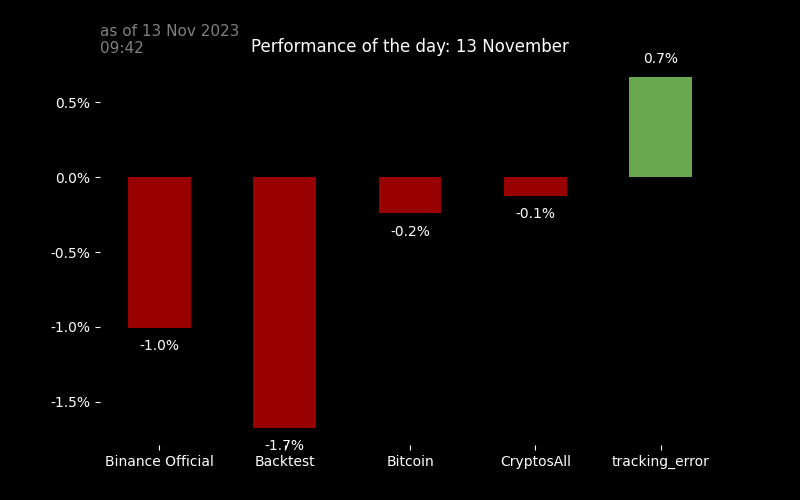 as of 13 Nov 2023
09:42
Performance of the day: 13 November
0.7%
0.5%
0.0%
-0.5%
-0.2%
-0.1%
-1.0%
-1.0%
-1.5%
-1.7%
Binance Official
Backtest
Bitcoin
CryptosAll
tracking_error